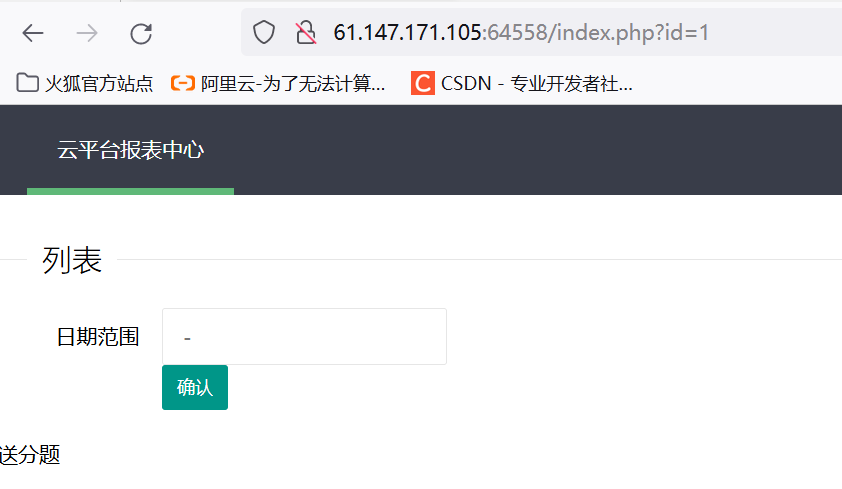 61.147.171.105:64558/index.php?id=1
火狐官方站点 阿里云-为了无法计算... CSDN - 专业开发者社...
云平台报表中心
列表
日期范围 -
确认
送分题